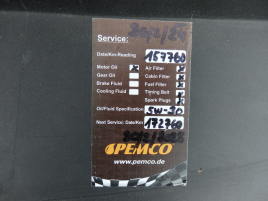 Service:
Date/Km-Reading 157760
Motor Oil Air Filter
Gear Oil Cabin Filter
Brake Fluid Fuel Filter
Cooling Fluid Timing Belt
Spark Plugs
Oil/Fluid Specification 5W-30
Next Service: Date/Km 172760
PEMCO
www.pemco.de